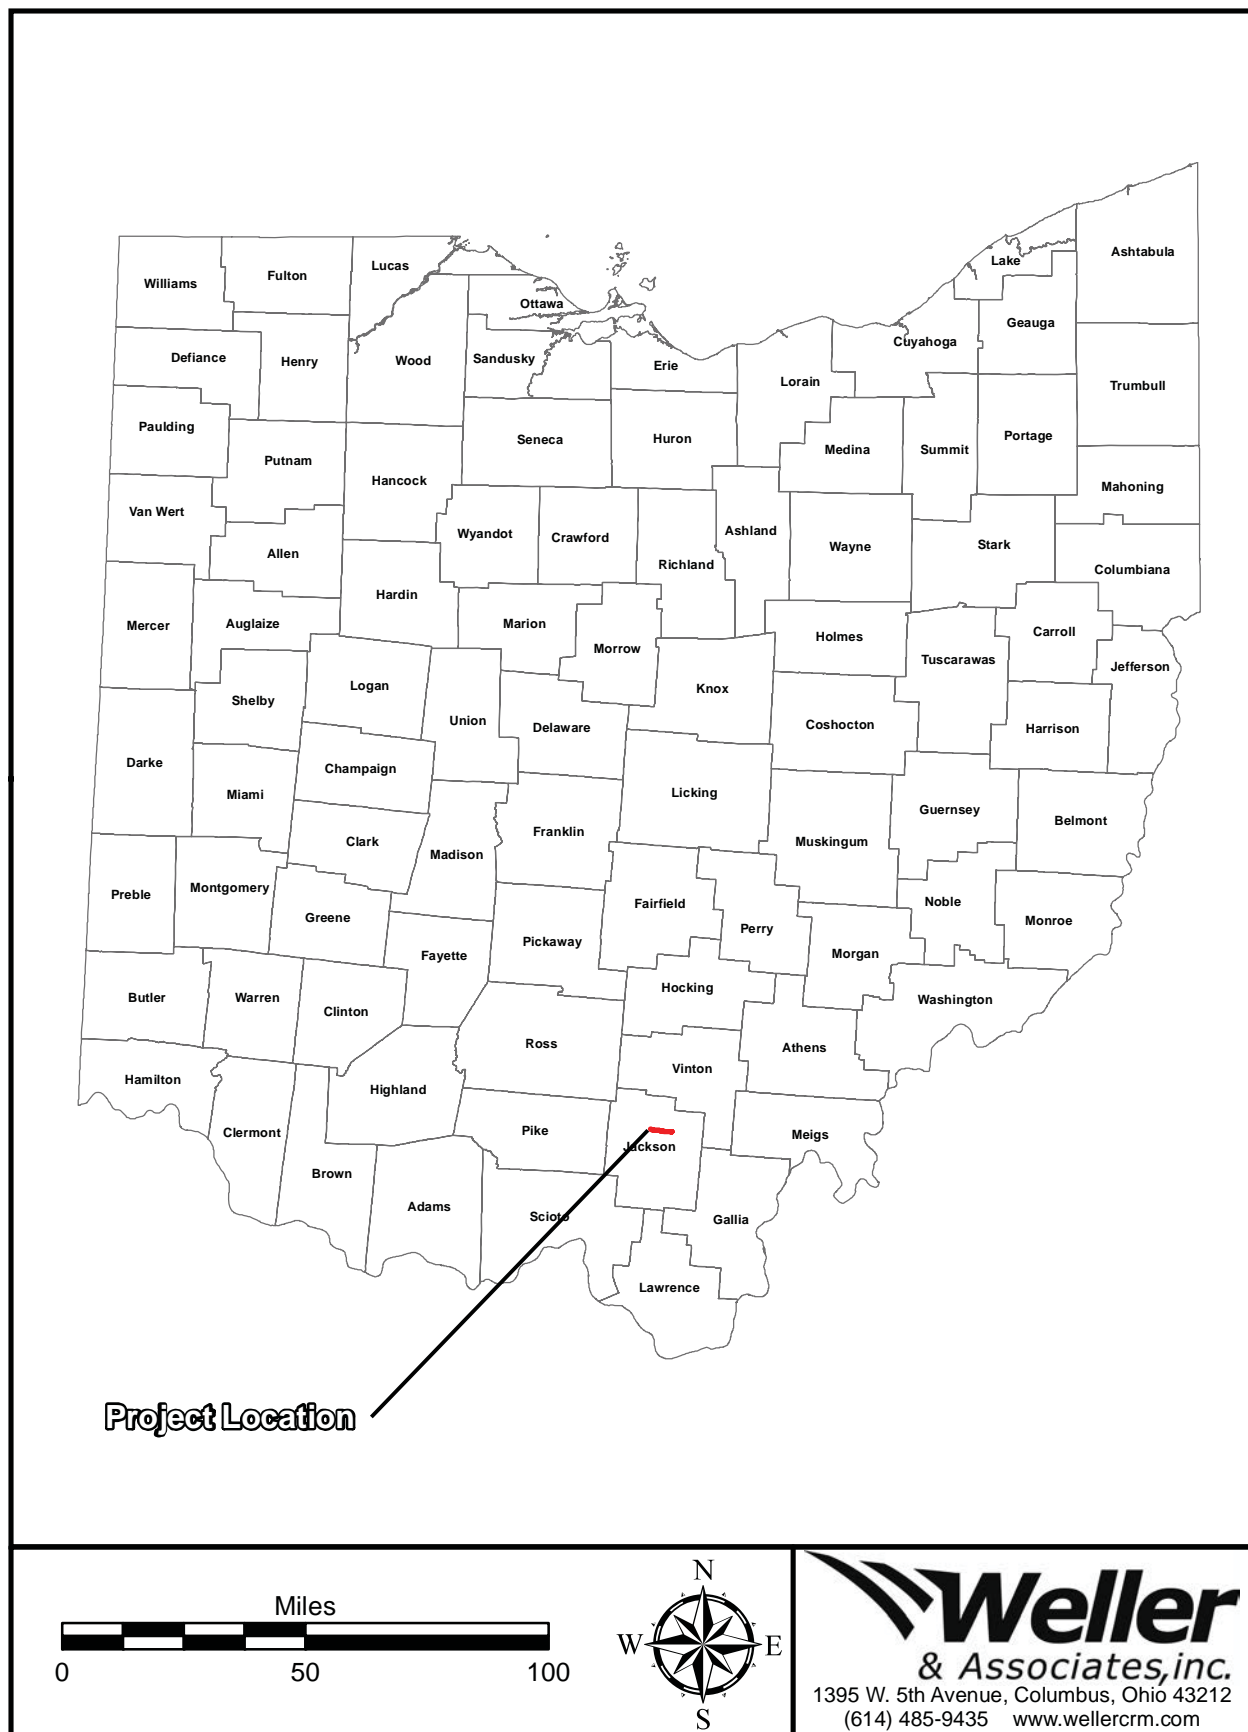 Ashtabula
Lake
Lucas
Fulton
Williams
Ottawa
Geauga
Cuyahoga
Defiance
Henry
Wood
Sandusky
Erie
Lorain
Trumbull
Paulding
Putnam
Seneca
Huron
Medina
Summit
Portage
Hancock
Mahoning
Van Wert
Allen
Wyandot
Crawford
Ashland
Richland
Wayne
Stark
Columbiana
Mercer
Auglaize
Hardin
Marion
Morrow
Holmes
Carroll
Tuscarawas
Jefferson
Shelby
Logan
Union
Knox
Delaware
Coshocton
Harrison
Darke
Champaign
Miami
Licking
Guernsey
Belmont
Clark
Madison
Franklin
Muskingum
Preble
Montgomery
Greene
Fairfield
Perry
Noble
Monroe
Fayette
Pickaway
Morgan
Butler
Warren
Clinton
Hocking
Washington
Ross
Athens
Hamilton
Highland
Vinton
Clermont
Pike
Jackson
Meigs
Brown
Adams
Scioto
Gallia
Lawrence
Project Location
Miles
0 50 100
N
W E
S
Weller
& Associates, inc.
1395 W. 5th Avenue, Columbus, Ohio 43212
(614) 485-9435 www.wellercrm.com